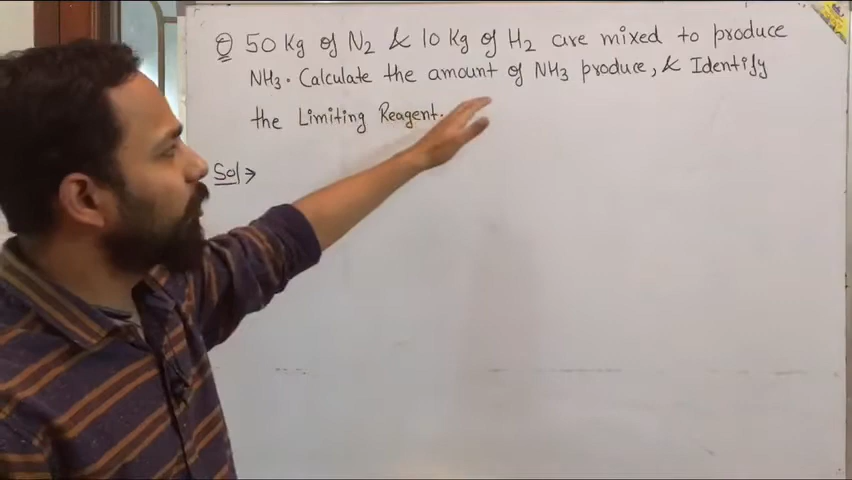 Q 50 Kg of N2 & 10 Kg of H2 are mixed to produce
NH3. Calculate the amount of NH3 produce, & Identify
the Limiting Reagent.
Sol →